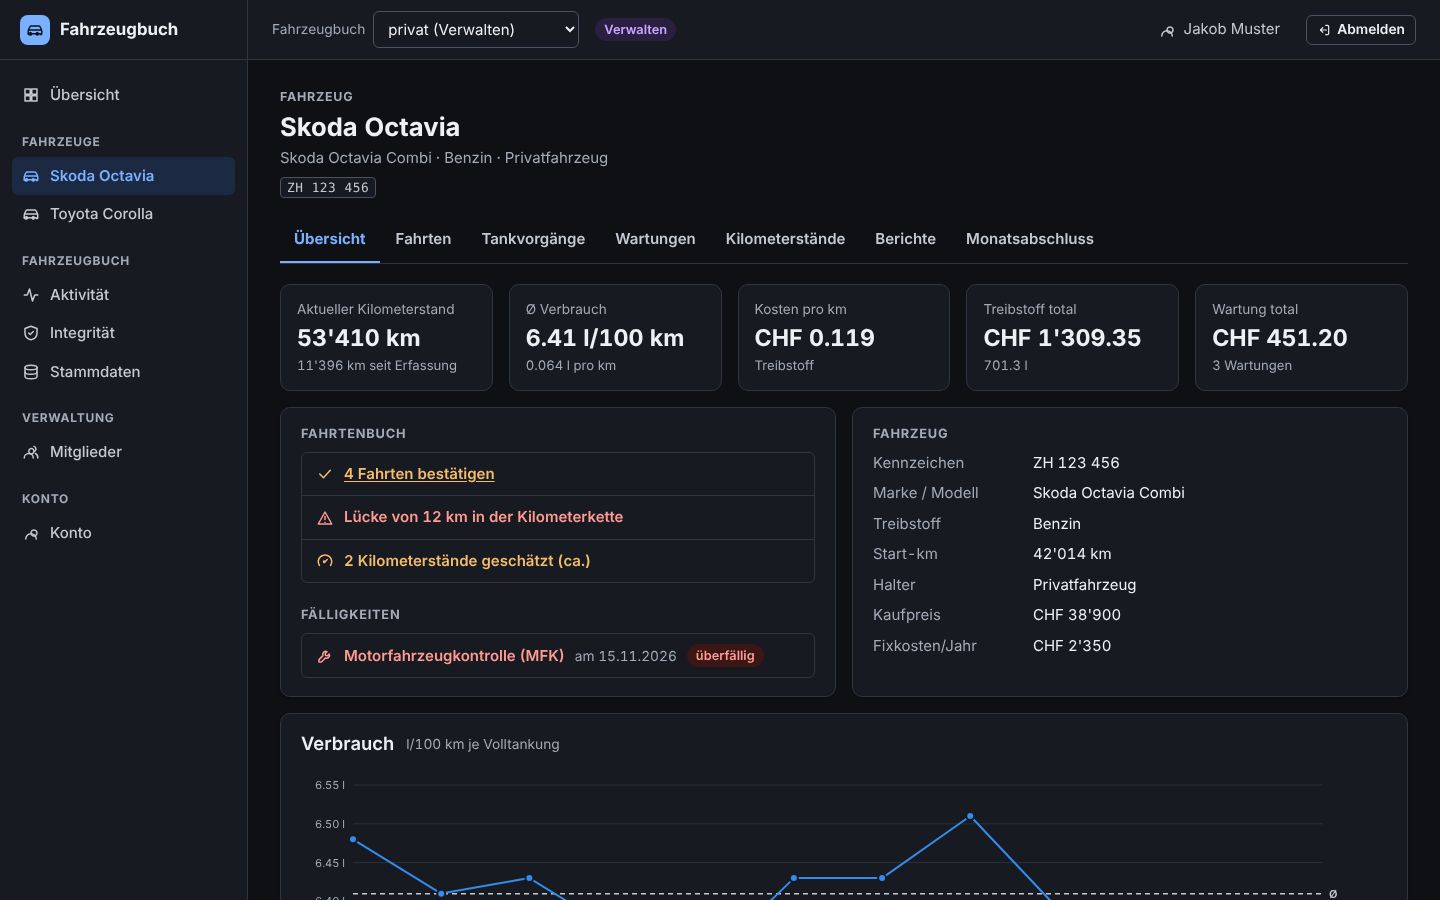 Fahrzeugbuch
Fahrzeugbuch privat (Verwalten) Verwalten
Jakob Muster
Abmelden
Übersicht
FAHRZEUGE
Skoda Octavia
Toyota Corolla
FAHRZEUGBUCH
Aktivität
Integrität
Stammdaten
VERWALTUNG
Mitglieder
KONTO
Konto
FAHRZEUG
Skoda Octavia
Skoda Octavia Combi · Benzin · Privatfahrzeug
ZH 123 456
Übersicht Fahrten Tankvorgänge Wartungen Kilometerstände Berichte Monatsabschluss
Aktueller Kilometerstand
53'410 km
11'396 km seit Erfassung
Ø Verbrauch
6.41 l/100 km
0.064 l pro km
Kosten pro km
CHF 0.119
Treibstoff
Treibstoff total
CHF 1'309.35
701.3 l
Wartung total
CHF 451.20
3 Wartungen
FAHRTENBUCH
4 Fahrten bestätigen
Lücke von 12 km in der Kilometerkette
2 Kilometerstände geschätzt (ca.)
FÄLLIGKEITEN
Motorfahrzeugkontrolle (MFK) am 15.11.2026 überfällig
FAHRZEUG
Kennzeichen ZH 123 456
Marke / Modell Skoda Octavia Combi
Treibstoff Benzin
Start-km 42'014 km
Halter Privatfahrzeug
Kaufpreis CHF 38'900
Fixkosten/Jahr CHF 2'350
Verbrauch l/100 km je Volltankung
6.55 l
6.50 l
6.45 l
6.40 l
Ø